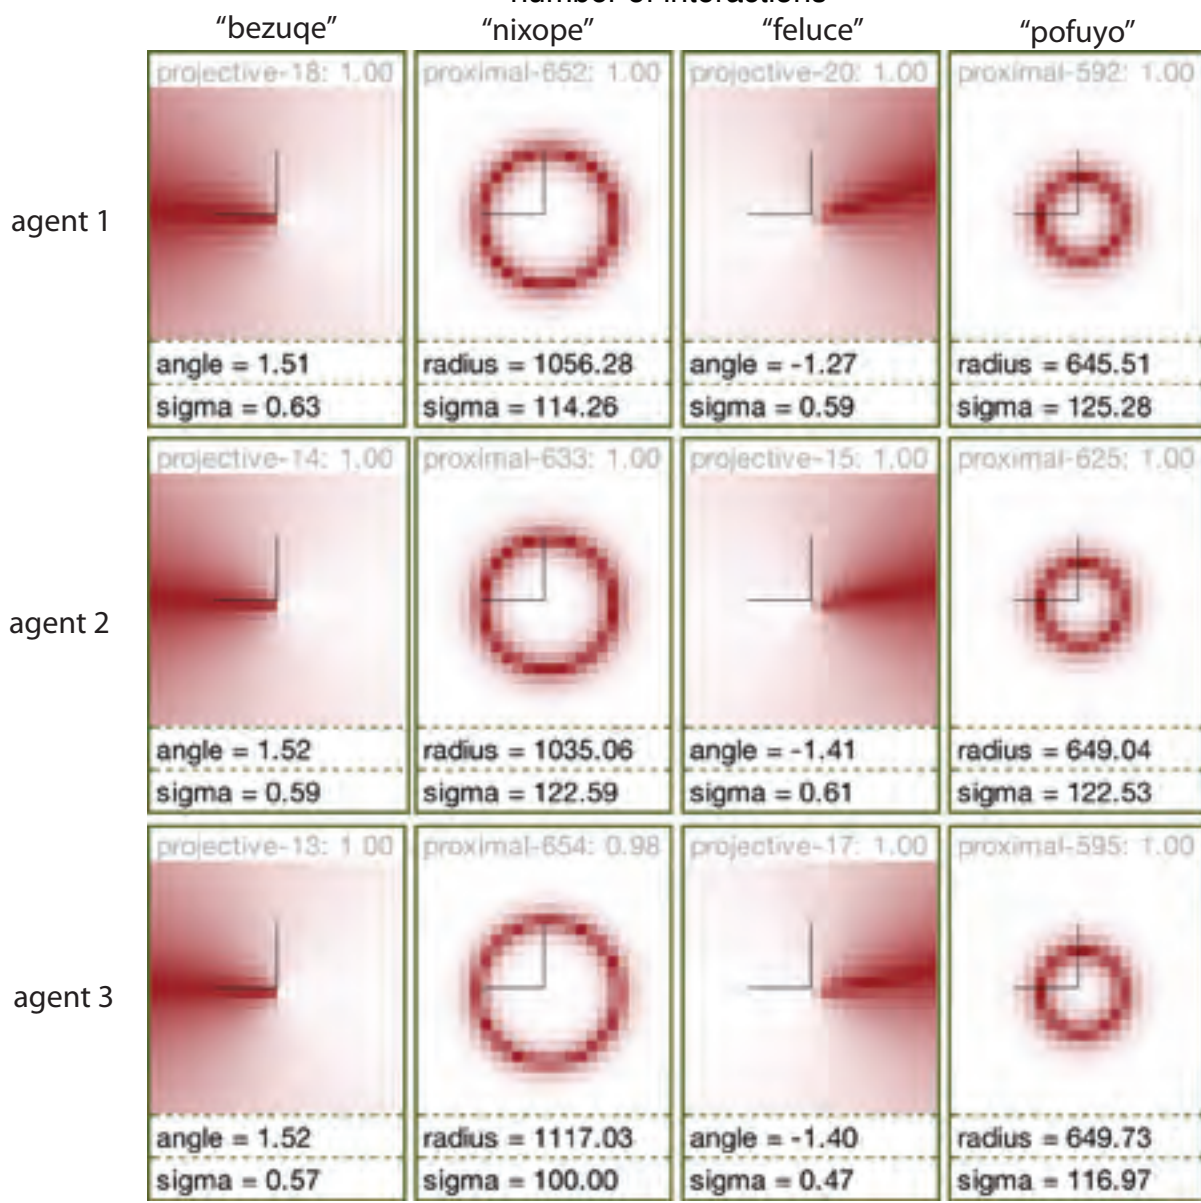 number of interactions
“bezuqe” “nixope” “feluce” “pofuyo”
projective-18: 1.00 proximal-652: 1.00 projective-20: 1.00 proximal-592: 1.00
agent 1
angle = 1.51 radius = 1056.28 angle = -1.27 radius = 645.51
sigma = 0.63 sigma = 114.26 sigma = 0.59 sigma = 125.28
projective-14: 1.00 proximal-633: 1.00 projective-15: 1.00 proximal-625: 1.00
agent 2
angle = 1.52 radius = 1035.06 angle = -1.41 radius = 649.04
sigma = 0.59 sigma = 122.59 sigma = 0.61 sigma = 122.53
projective-13: 1.00 proximal-654: 0.98 projective-17: 1.00 proximal-595: 1.00
agent 3
angle = 1.52 radius = 1117.03 angle = -1.40 radius = 649.73
sigma = 0.57 sigma = 100.00 sigma = 0.47 sigma = 116.97